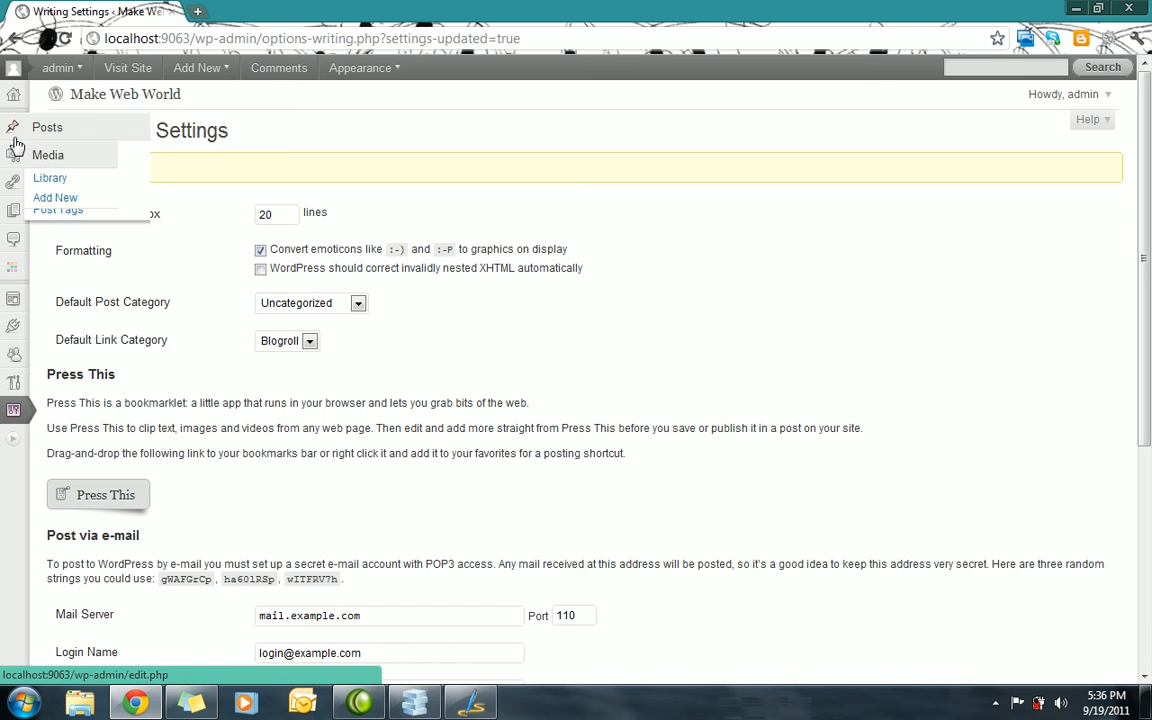 Writing Settings ‹ Make We
localhost:9063/wp-admin/options-writing.php?settings-updated=true
admin Visit Site Add New Comments Appearance Search
Make Web World Howdy, admin
Help
Posts
Settings
Media
Library
Add New
Post Tags
ox 20 lines
Formatting Convert emoticons like :-) and :-P to graphics on display
WordPress should correct invalidly nested XHTML automatically
Default Post Category Uncategorized
Default Link Category Blogroll
Press This
Press This is a bookmarklet: a little app that runs in your browser and lets you grab bits of the web.
Use Press This to clip text, images and videos from any web page. Then edit and add more straight from Press This before you save or publish it in a post on your site.
Drag-and-drop the following link to your bookmarks bar or right click it and add it to your favorites for a posting shortcut.
Press This
Post via e-mail
To post to WordPress by e-mail you must set up a secret e-mail account with POP3 access. Any mail received at this address will be posted, so it's a good idea to keep this address very secret. Here are three random
strings you could use: gWAFGrCp, ha60lRSp, wITFRV7h.
Mail Server mail.example.com Port 110
Login Name login@example.com
localhost:9063/wp-admin/edit.php
5:36 PM
9/19/2011